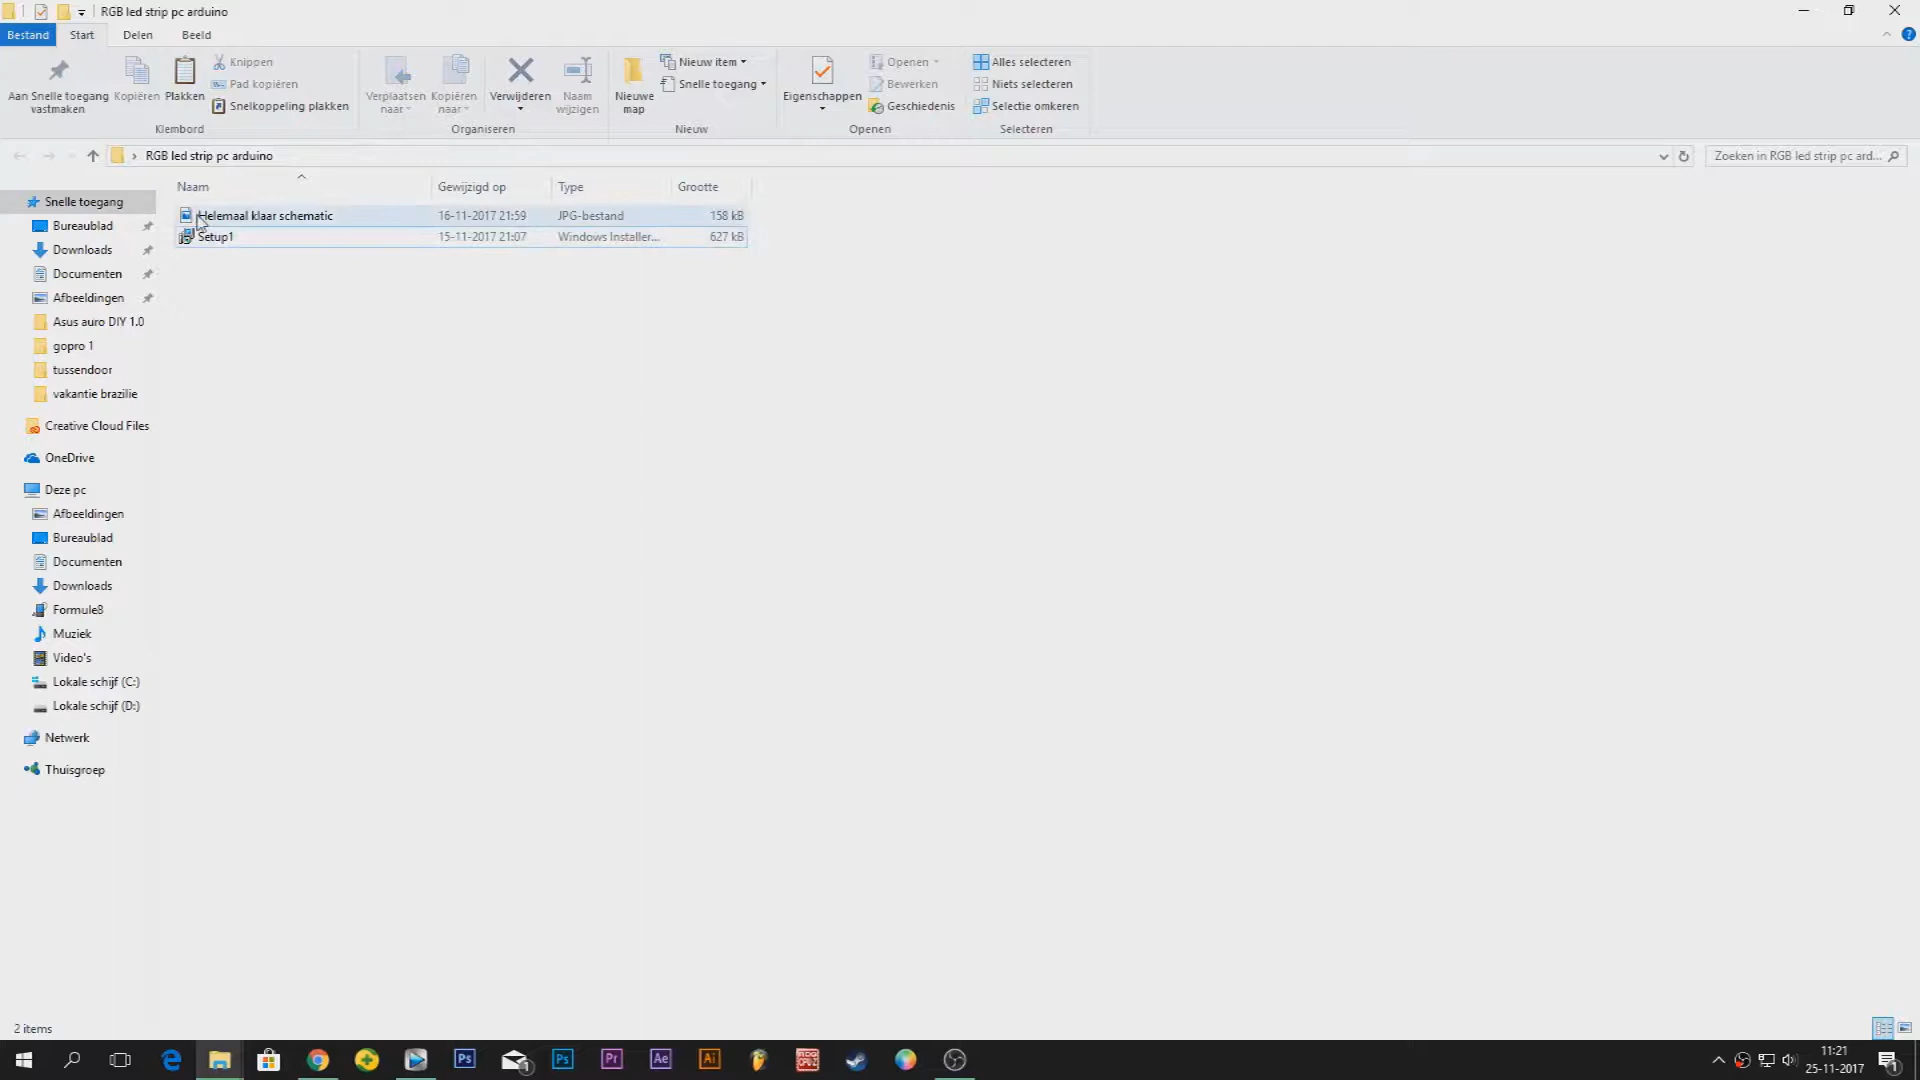 RGB led strip pc arduino
Bestand Start Delen Beeld
Aan Snelle toegang vastmaken
Kopiëren
Plakken
Knippen
Pad kopiëren
Snelkoppeling plakken
Klembord
Verplaatsen naar
Kopiëren naar
Verwijderen
Naam wijzigen
Organiseren
Nieuwe map
Nieuw item
Snelle toegang
Nieuw
Eigenschappen
Openen
Bewerken
Geschiedenis
Openen
Alles selecteren
Niets selecteren
Selectie omkeren
Selecteren
RGB led strip pc arduino
Zoeken in RGB led strip pc ard...
Naam Gewijzigd op Type Grootte
Helemaal klaar schematic 16-11-2017 21:59 JPG-bestand 158 kB
Setup1 15-11-2017 21:07 Windows Installer... 627 kB
Snelle toegang
Bureaublad
Downloads
Documenten
Afbeeldingen
Asus auro DIY 1.0
gopro 1
tussendoor
vakantie brazilie
Creative Cloud Files
OneDrive
Deze pc
Afbeeldingen
Bureaublad
Documenten
Downloads
Formule8
Muziek
Video's
Lokale schijf (C:)
Lokale schijf (D:)
Netwerk
Thuisgroep
2 items
Ps
1
Ps
Pr
Ae
Ai
11:21
25-11-2017
1